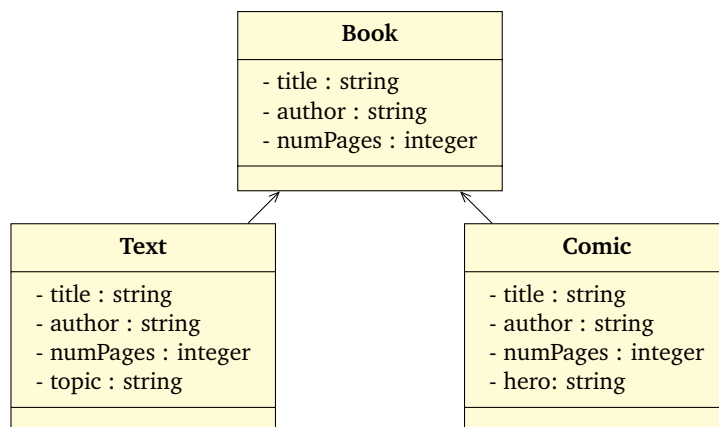 Book
- title : string
- author : string
- numPages : integer
Text
- title : string
- author : string
- numPages : integer
- topic : string
Comic
- title : string
- author : string
- numPages : integer
- hero: string